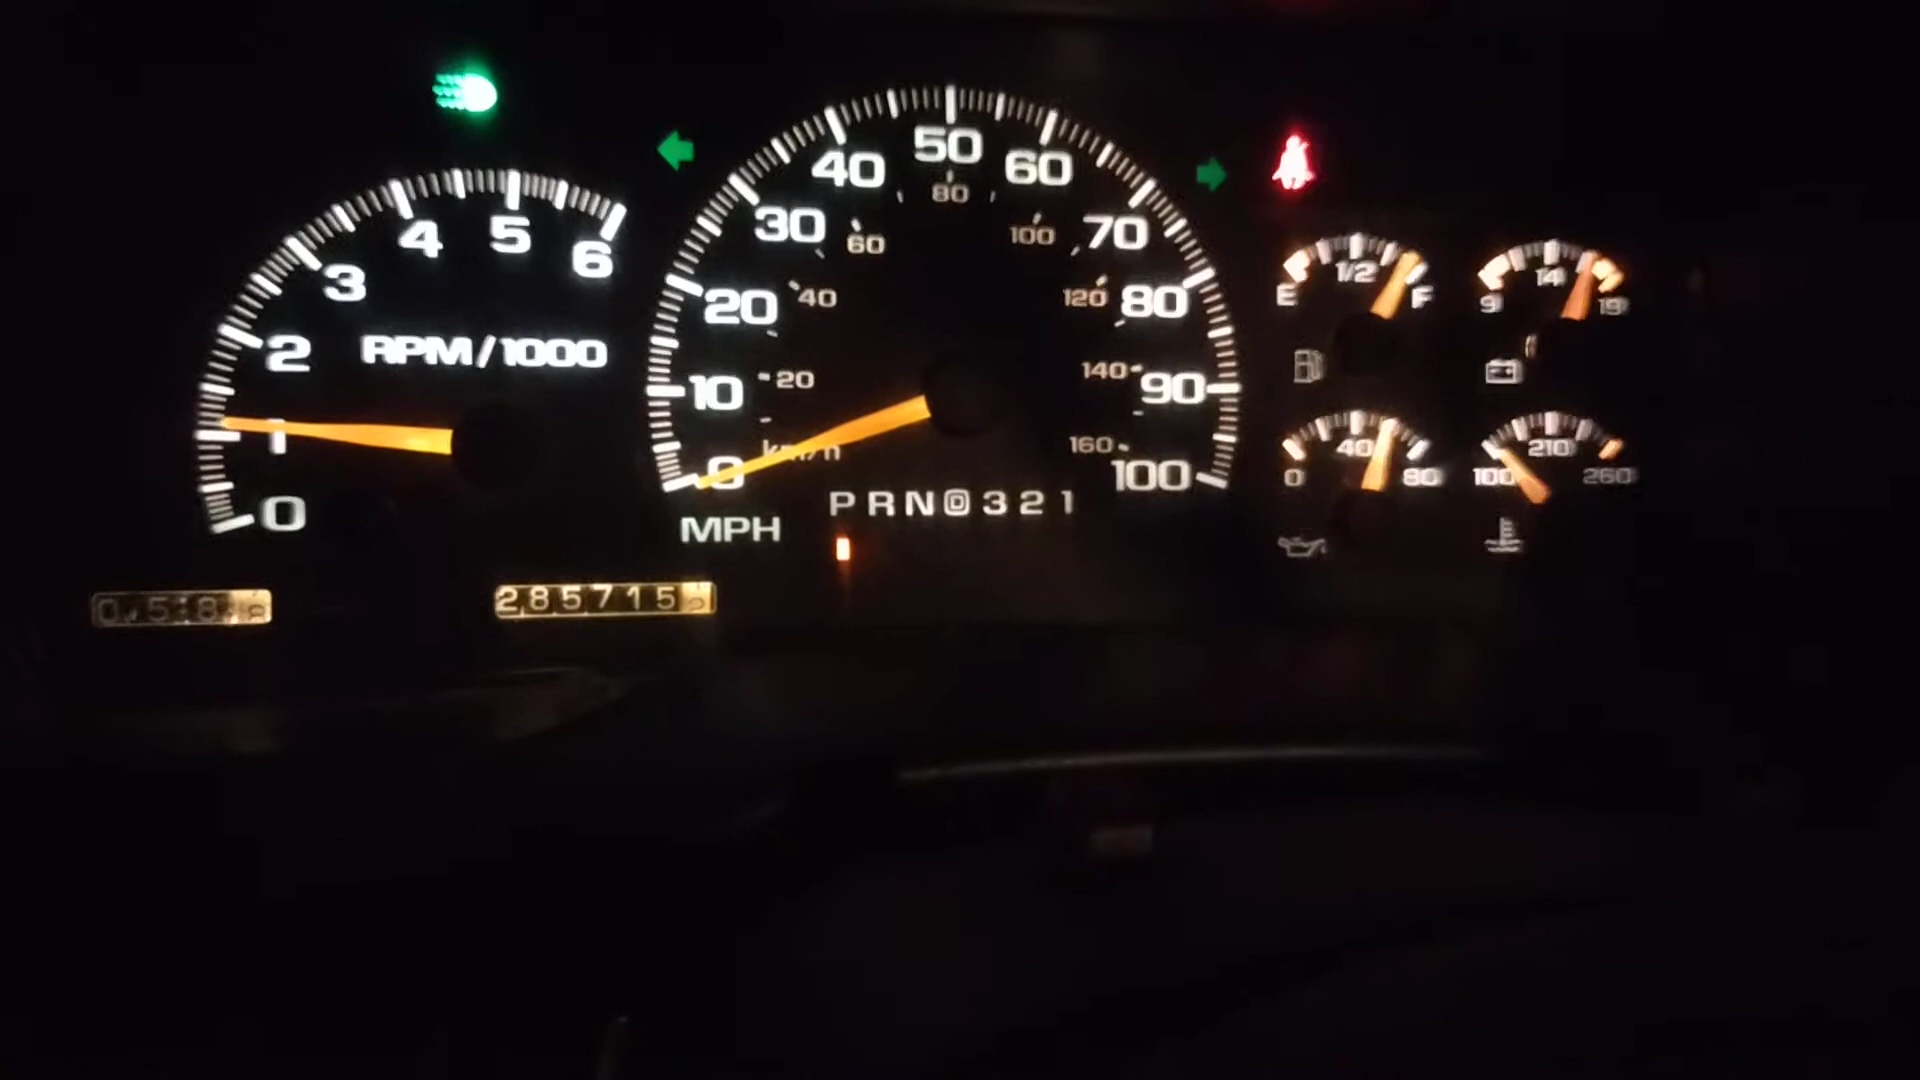 0 1 2 3 4 5 6
RPM/1000
0 10 20 30 40 50 60 70 80 90 100
MPH
20 40 60 80 100 120 140 160
km/h
PRND321
E 1/2 F
9 14 19
0 40 80
100 210 260
285715